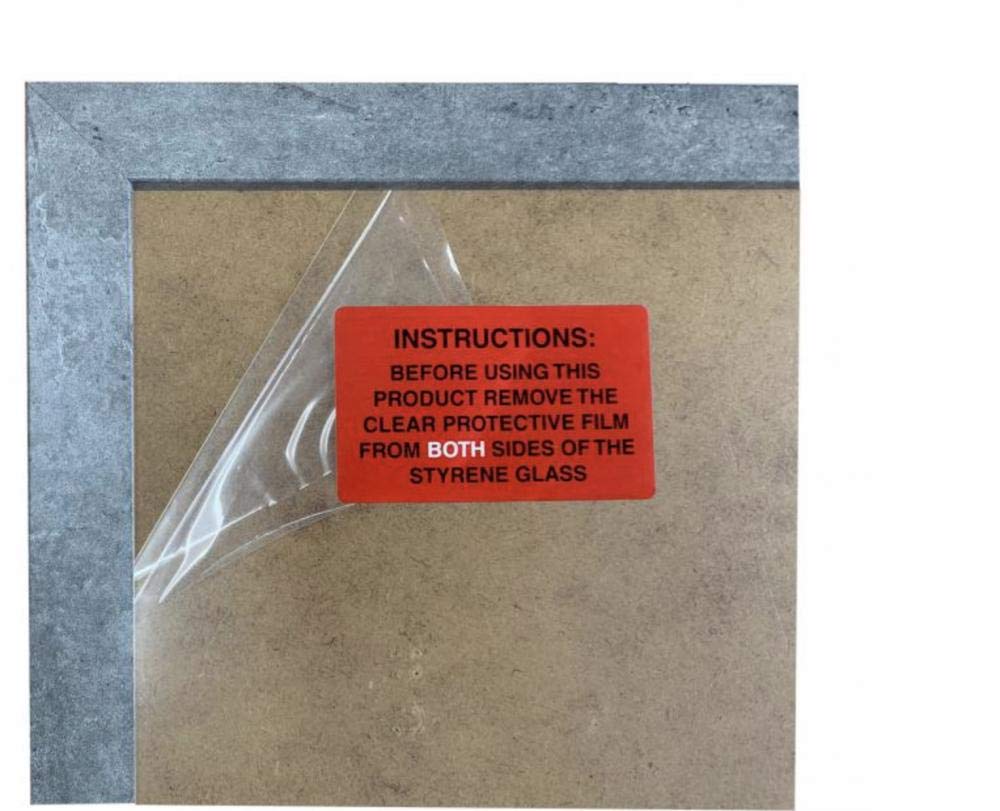 INSTRUCTIONS:
BEFORE USING THIS
PRODUCT REMOVE THE
CLEAR PROTECTIVE FILM
FROM BOTH SIDES OF THE
STYRENE GLASS